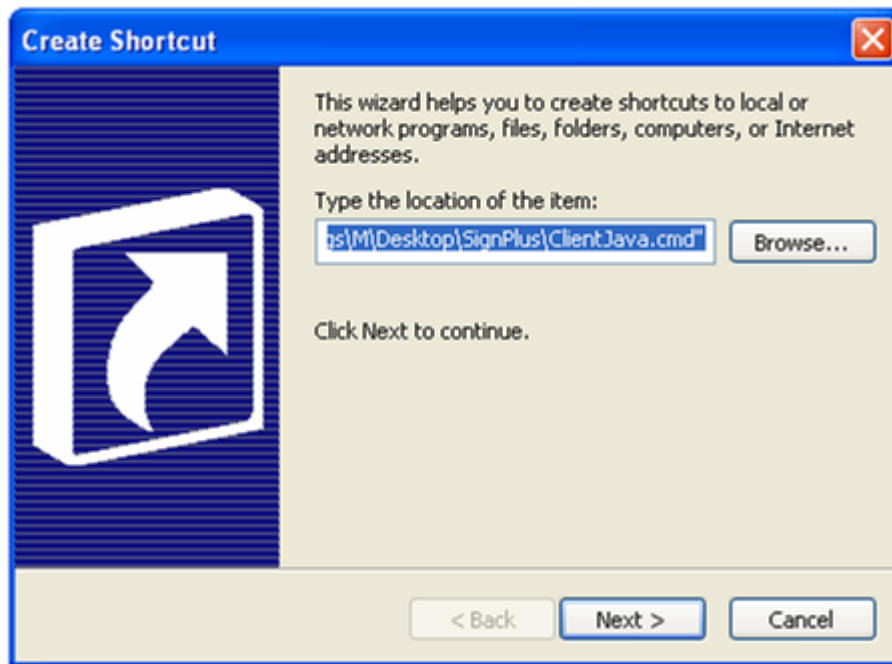 Create Shortcut
This wizard helps you to create shortcuts to local or
network programs, files, folders, computers, or Internet
addresses.
Type the location of the item:
gs\M\Desktop\SignPlus\ClientJava.cmd"
Browse...
Click Next to continue.
< Back
Next >
Cancel